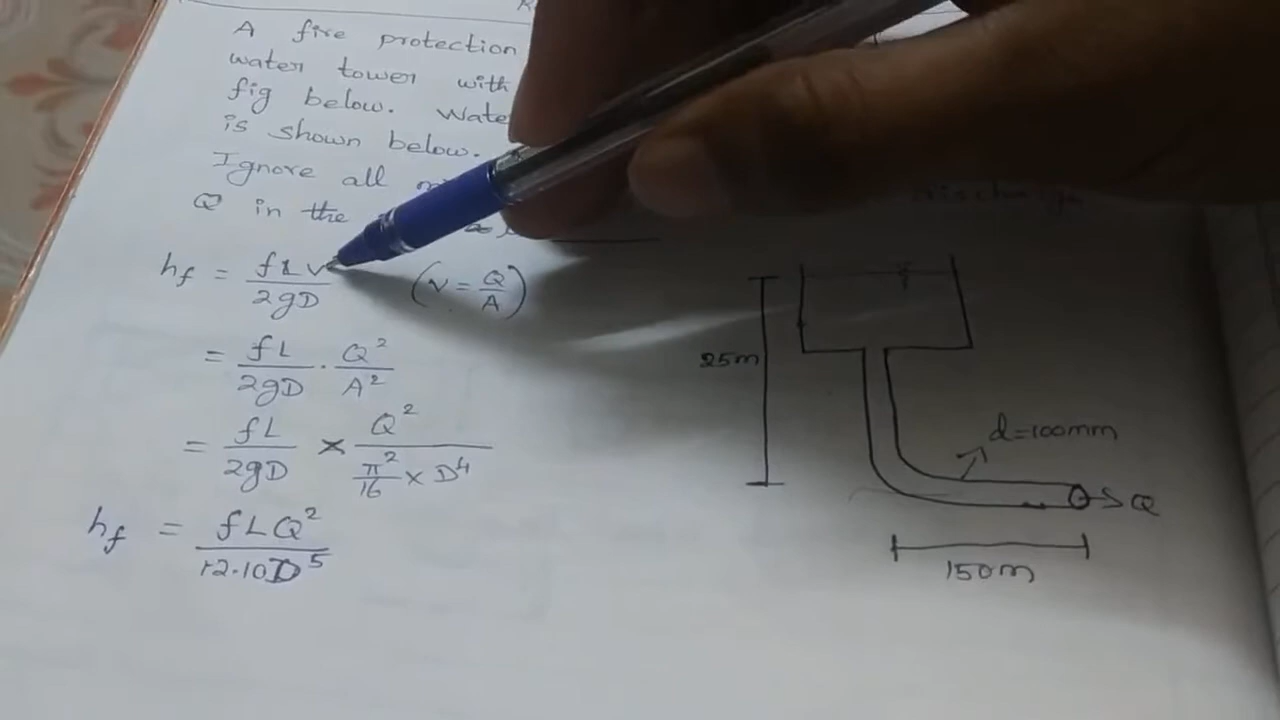 A fire protection
water tower with
fig below. Wate
is shown below.
Ignore all
Q in the
hf = fLV / 2gD (v = Q/A)
= fL / 2gD · Q² / A²
= fL / 2gD × Q² / π²/16 × D⁴
hf = fLQ² / 12.10D⁵
25m
d=100mm
Q
150m